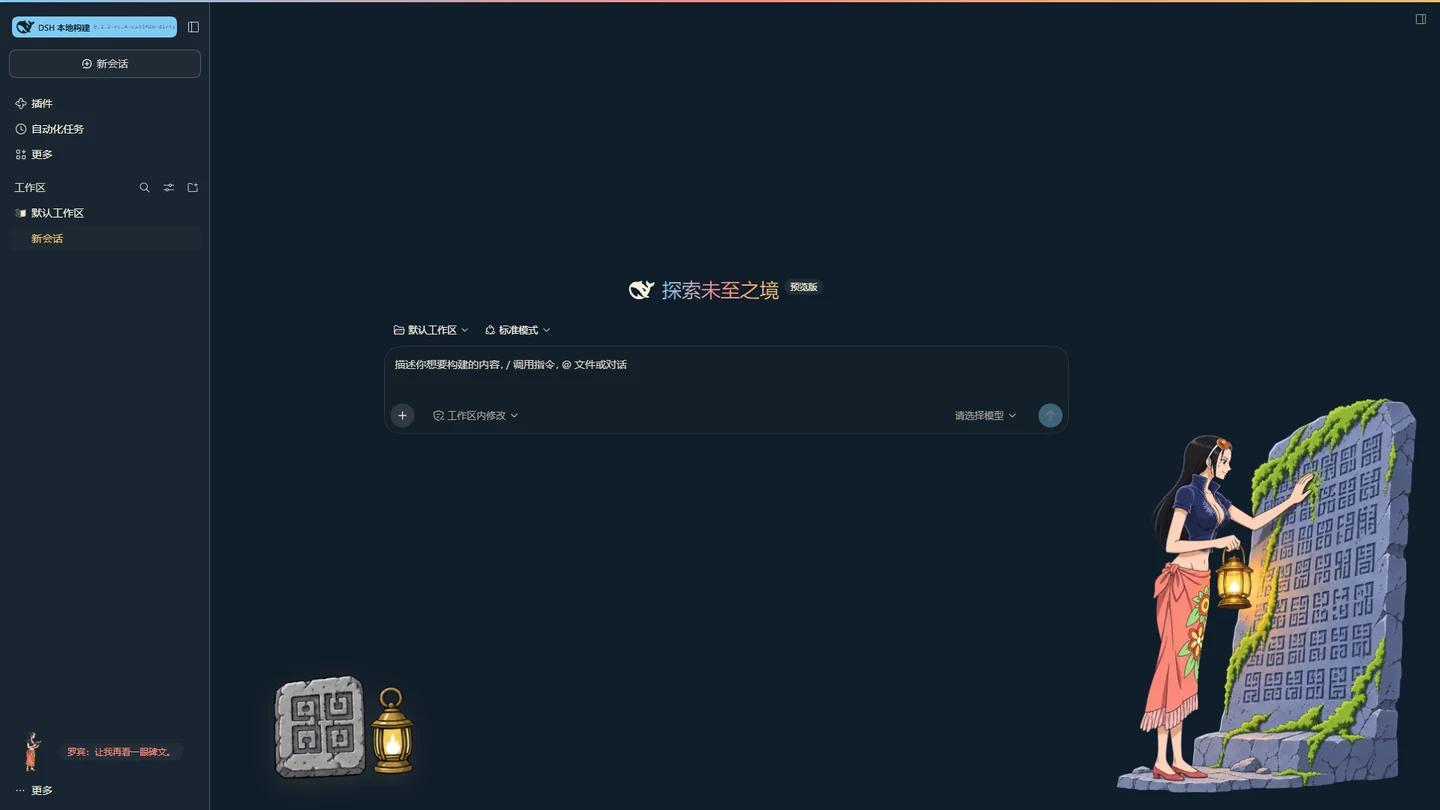 DSH 本地构建
新会话
插件
自动化任务
更多
工作区
默认工作区
新会话
探索未至之境 预览版
默认工作区 标准模式
描述你想要构建的内容, / 调用指令, @ 文件或对话
工作区内修改 请选择模型
罗宾：让我再看一眼碑文。
更多